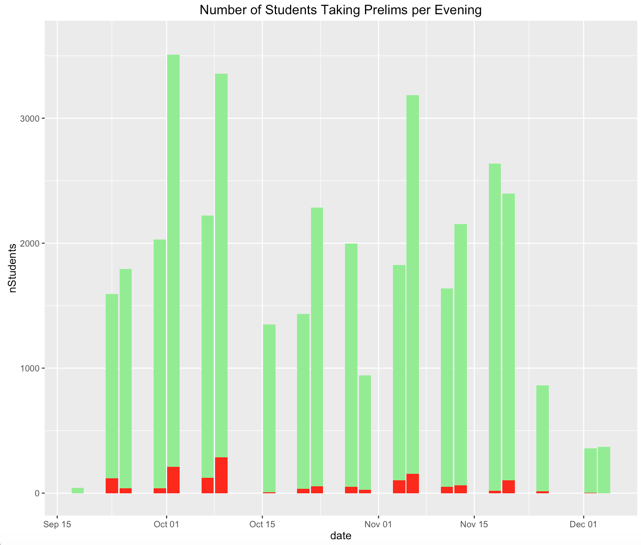 Number of Students Taking Prelims per Evening
nStudents
3000
2000
1000
0
Sep 15
Oct 01
Oct 15
Nov 01
Nov 15
Dec 01
date